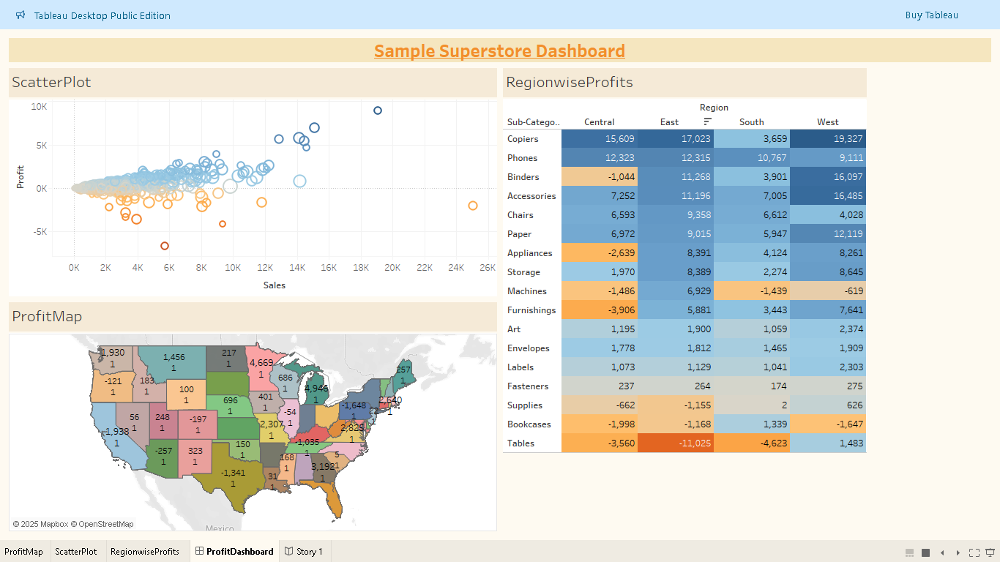 Tableau Desktop Public Edition
Buy Tableau
Sample Superstore Dashboard
ScatterPlot
10K
5K
0K
-5K
Profit
0K 2K 4K 6K 8K 10K 12K 14K 16K 18K 20K 22K 24K 26K
Sales
ProfitMap
1,930
1
1,456
1
217
1
4,669
1
686
1
4,946
1
257
1
-121
1
183
1
100
1
696
1
401
1
-54
1
-1,648
1
2,640
1
22
1
56
1
248
1
-197
1
2,307
1
2,825
1
-1,938
1
-257
1
323
1
150
1
-1,035
1
168
1
3,192
1
5
1
-1,341
1
31
1
Mexico
© 2025 Mapbox © OpenStreetMap
RegionwiseProfits
Region
Sub-Catego.. Central East South West
Copiers 15,609 17,023 3,659 19,327
Phones 12,323 12,315 10,767 9,111
Binders -1,044 11,268 3,901 16,097
Accessories 7,252 11,196 7,005 16,485
Chairs 6,593 9,358 6,612 4,028
Paper 6,972 9,015 5,947 12,119
Appliances -2,639 8,391 4,124 8,261
Storage 1,970 8,389 2,274 8,645
Machines -1,486 6,929 -1,439 -619
Furnishings -3,906 5,881 3,443 7,641
Art 1,195 1,900 1,059 2,374
Envelopes 1,778 1,812 1,465 1,909
Labels 1,073 1,129 1,041 2,303
Fasteners 237 264 174 275
Supplies -662 -1,155 2 626
Bookcases -1,998 -1,168 1,339 -1,647
Tables -3,560 -11,025 -4,623 1,483
ProfitMap ScatterPlot RegionwiseProfits ProfitDashboard Story 1